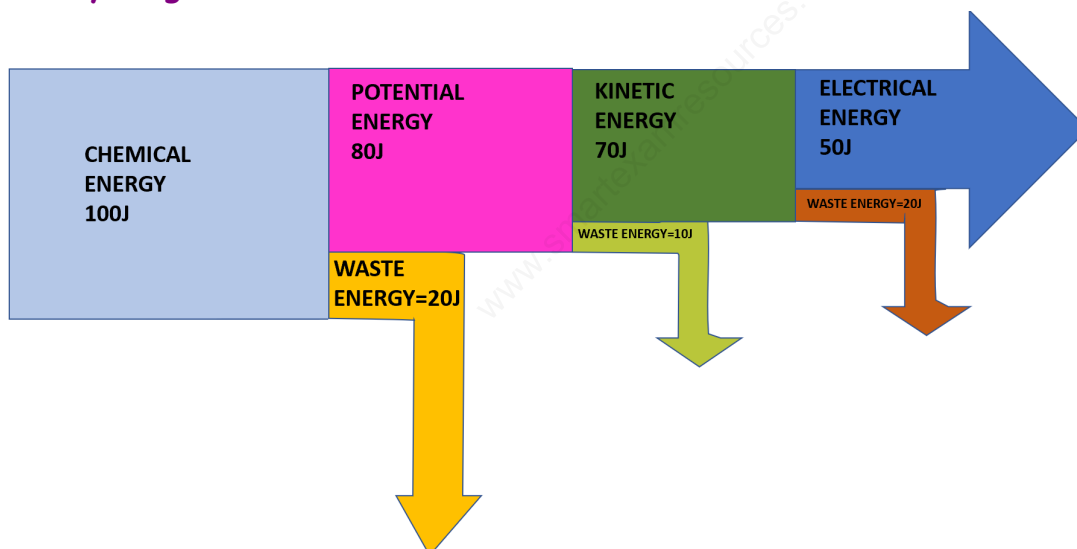 CHEMICAL
ENERGY
100J
POTENTIAL
ENERGY
80J
KINETIC
ENERGY
70J
ELECTRICAL
ENERGY
50J
WASTE
ENERGY=20J
WASTE ENERGY=10J
WASTE ENERGY=20J